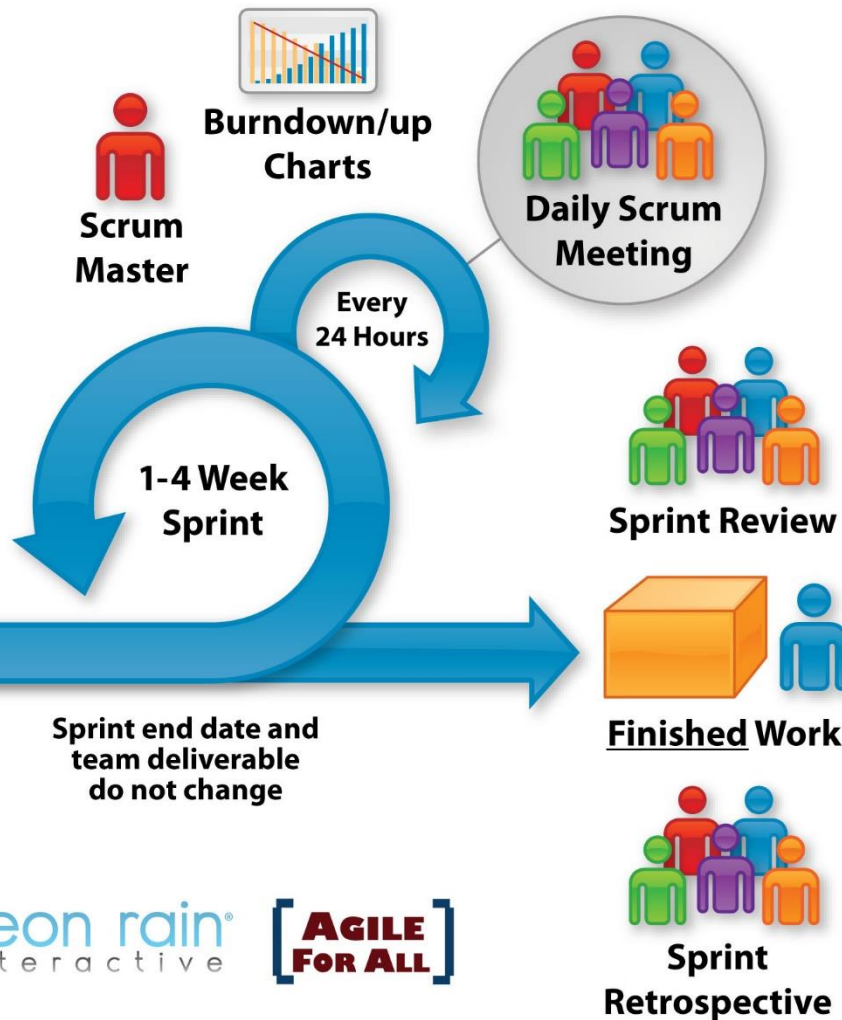 Burndown/up
Charts
Scrum
Master
Daily Scrum
Meeting
Every
24 Hours
1-4 Week
Sprint
Sprint Review
Finished Work
Sprint end date and
team deliverable
do not change
Sprint
Retrospective
eon rain®
teractive
AGILE
FOR ALL